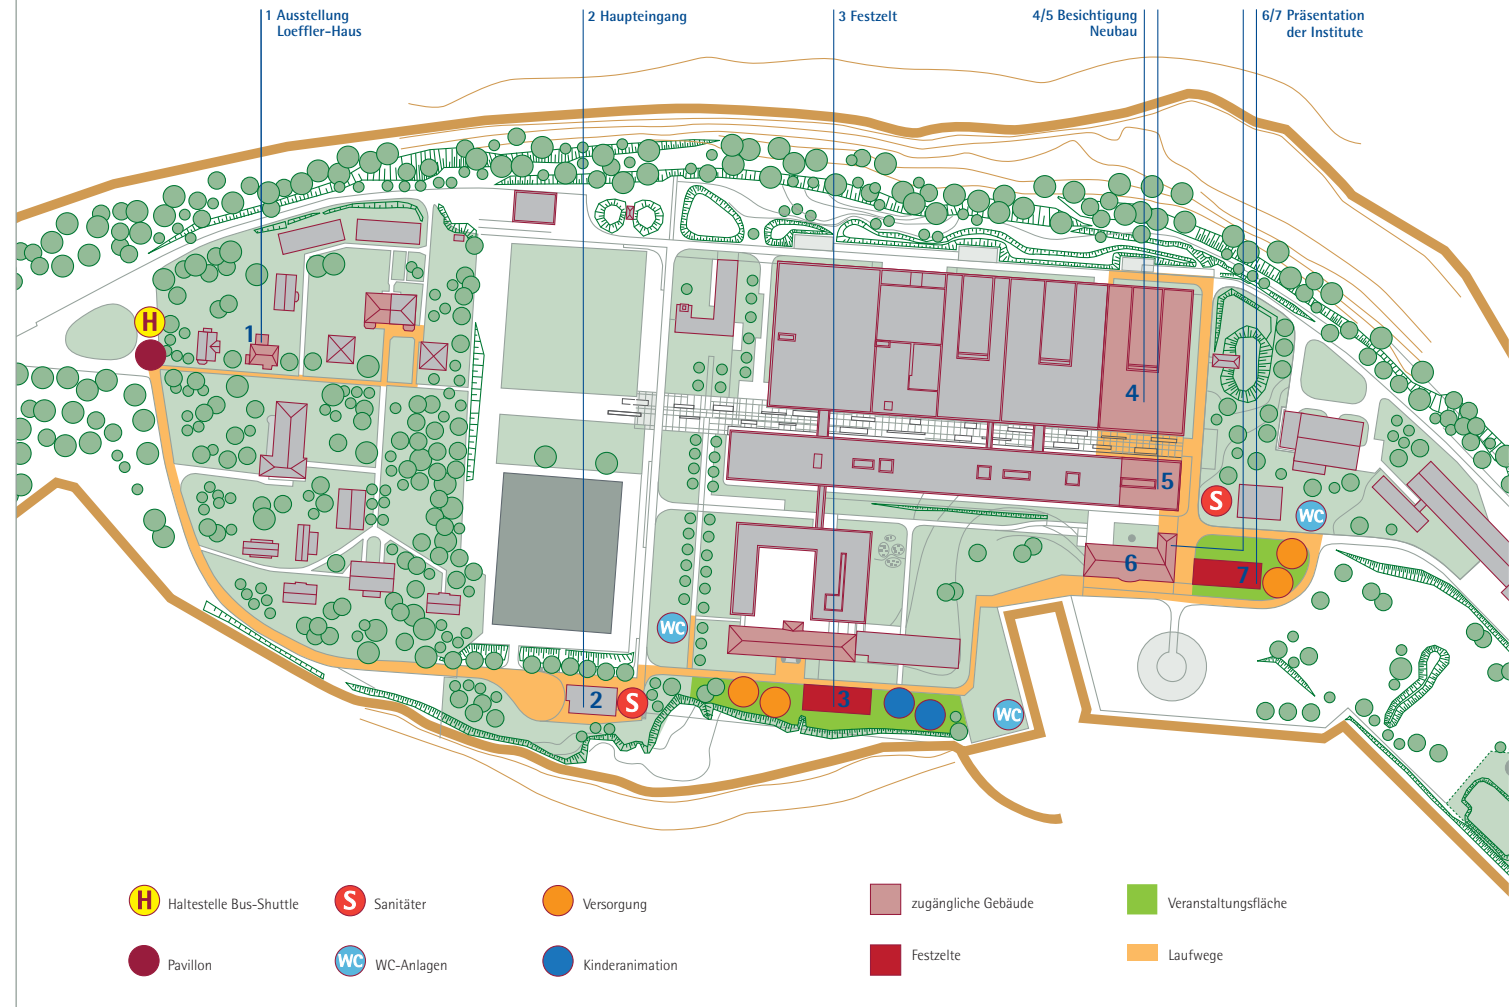 1 Ausstellung
Loeffler-Haus
2 Haupteingang
3 Festzelt
4/5 Besichtigung
Neubau
6/7 Präsentation
der Institute
H
1
4
5
S
WC
6
7
WC
2
S
3
WC
H Haltestelle Bus-Shuttle
S Sanitäter
Versorgung
zugängliche Gebäude
Veranstaltungsfläche
Pavillon
WC WC-Anlagen
Kinderanimation
Festzelte
Laufwege